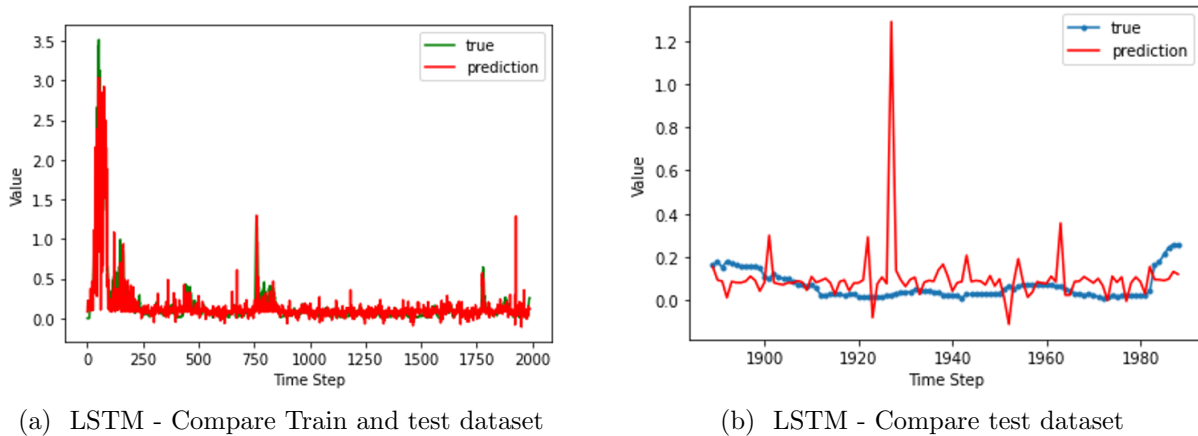 3.5
3.0
2.5
2.0
1.5
1.0
0.5
0.0
Value
true
prediction
0 250 500 750 1000 1250 1500 1750 2000
Time Step
(a) LSTM - Compare Train and test dataset
1.2
1.0
0.8
0.6
0.4
0.2
0.0
Value
true
prediction
1900 1920 1940 1960 1980
Time Step
(b) LSTM - Compare test dataset